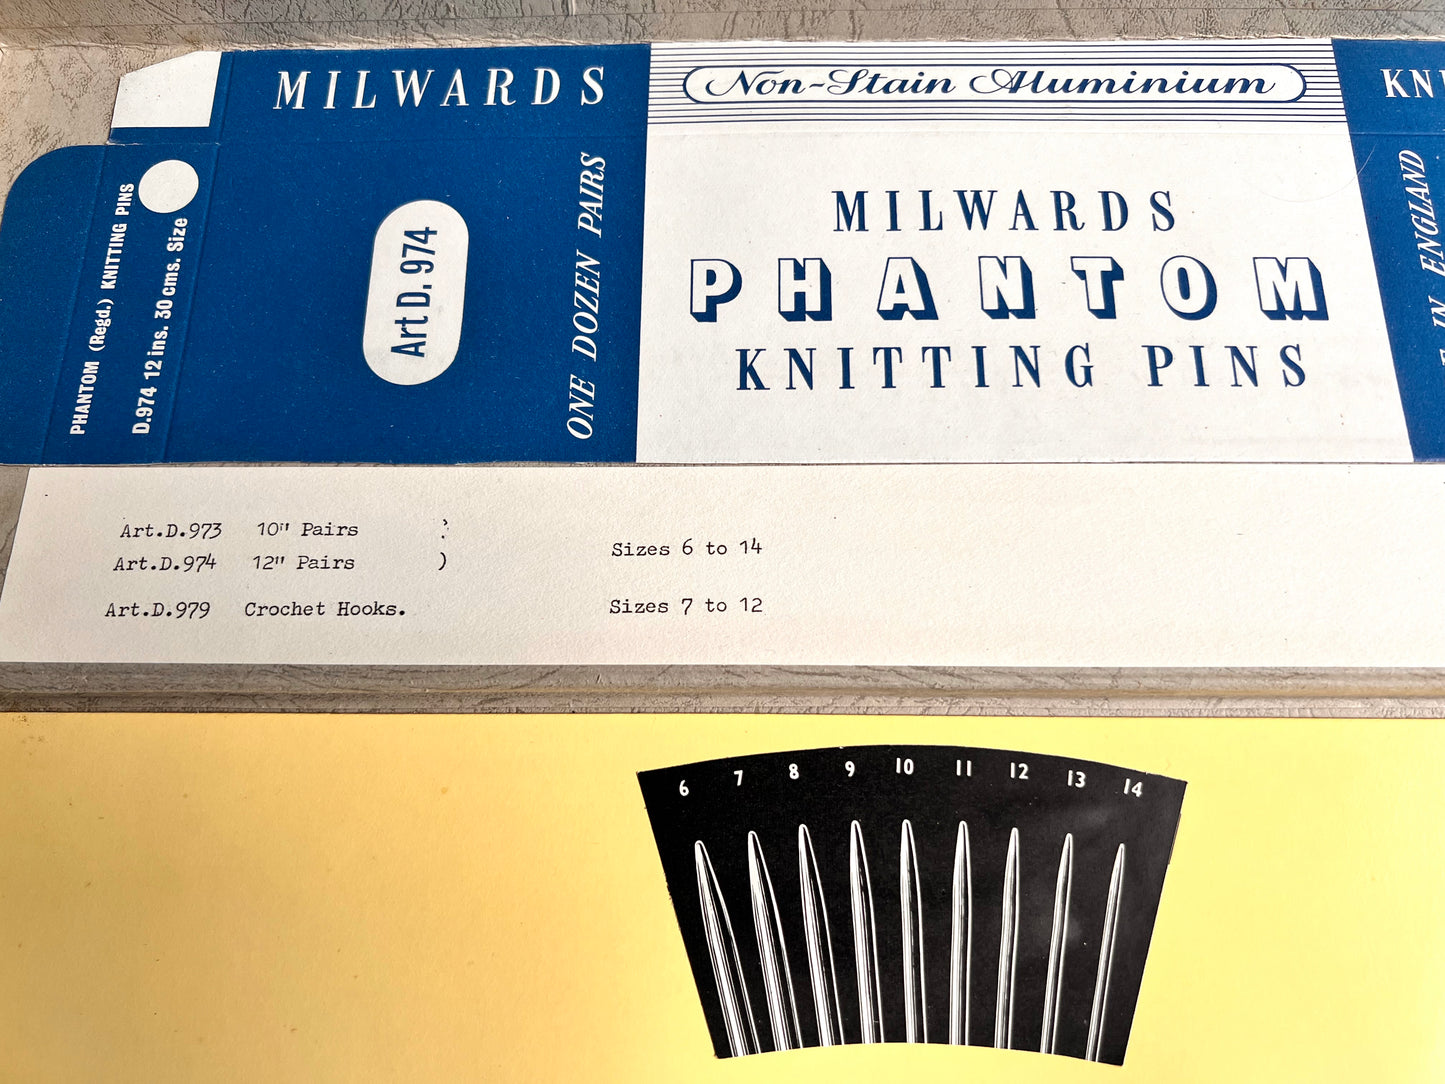 MILWARDS
Non-Stain Aluminium
PHANTOM (Regd.) KNITTING PINS
D.974 12 ins. 30 cms. Size
Art D. 974
ONE DOZEN PAIRS
MILWARDS
PHANTOM
KNITTING PINS
KN
IN ENGLAND
Art.D.973 10" Pairs
Art.D.974 12" Pairs )
Sizes 6 to 14
Art.D.979 Crochet Hooks. Sizes 7 to 12
6 7 8 9 10 11 12 13 14